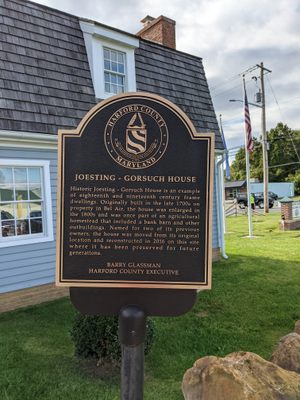 HARFORD COUNTY
MARYLAND
JOESTING - GORSUCH HOUSE
Historic Joesting - Gorsuch House is an example
of eighteenth and nineteenth century frame
dwellings. Originally built in the late 1700s on
property in Bel Air, the house was enlarged in
the 1800s and was once part of an agricultural
homestead that included a bank barn and other
outbuildings. Named for two of its previous
owners, the house was moved from its original
location and reconstructed in 2016 on this site
where it has been preserved for future
generations.
BARRY GLASSMAN
HARFORD COUNTY EXECUTIVE